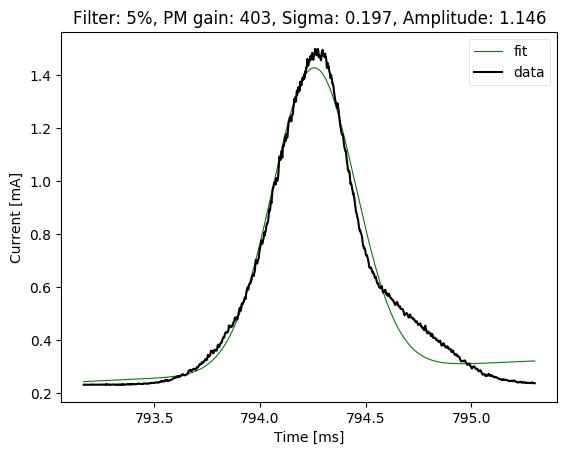 Filter: 5%, PM gain: 403, Sigma: 0.197, Amplitude: 1.146
fit
data
1.4
1.2
1.0
0.8
0.6
0.4
0.2
Current [mA]
793.5 794.0 794.5 795.0
Time [ms]